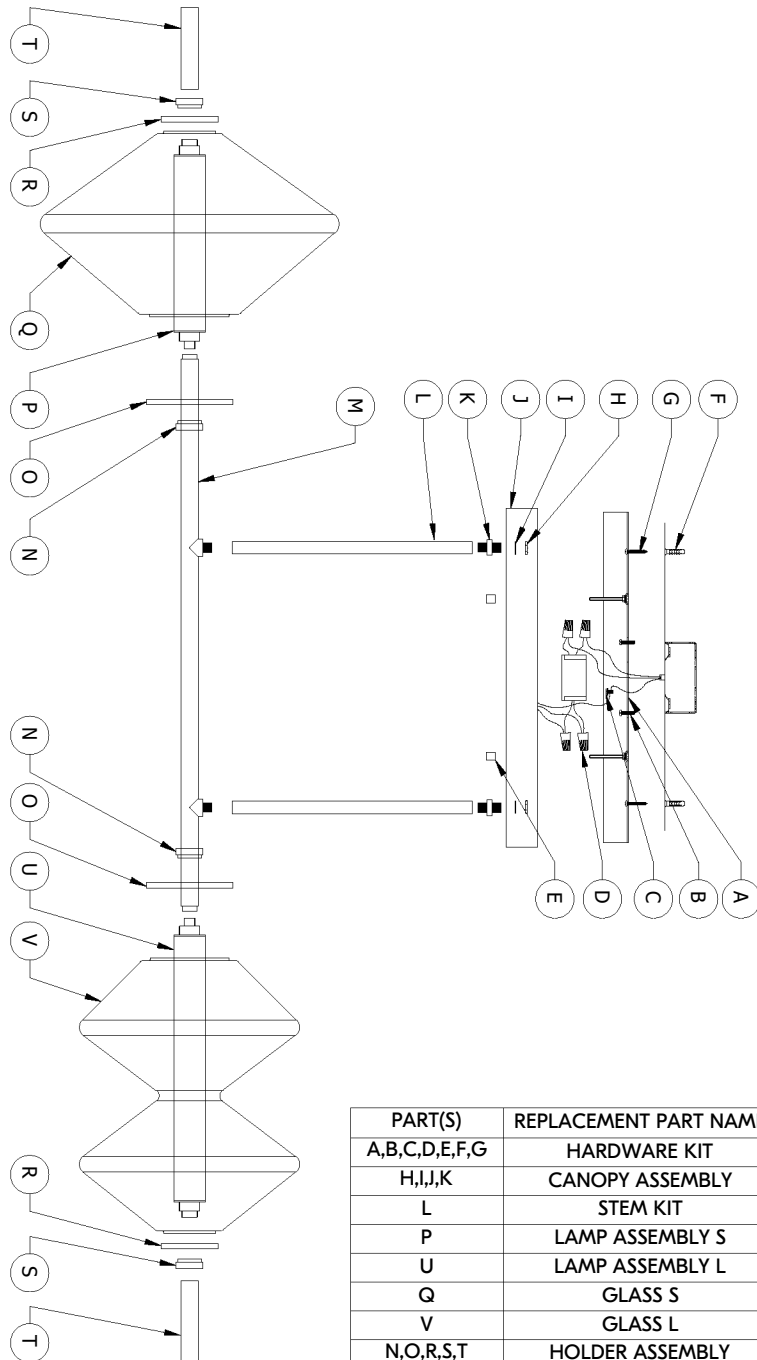 T
S
R
Q
P
O
N
M
L
K
J
I
H
G
F
N
O
U
V
E
D
C
B
A
R
S
T
PART(S) REPLACEMENT PART NAM
A,B,C,D,E,F,G HARDWARE KIT
H,I,J,K CANOPY ASSEMBLY
L STEM KIT
P LAMP ASSEMBLY S
U LAMP ASSEMBLY L
Q GLASS S
V GLASS L
N,O,R,S,T HOLDER ASSEMBLY